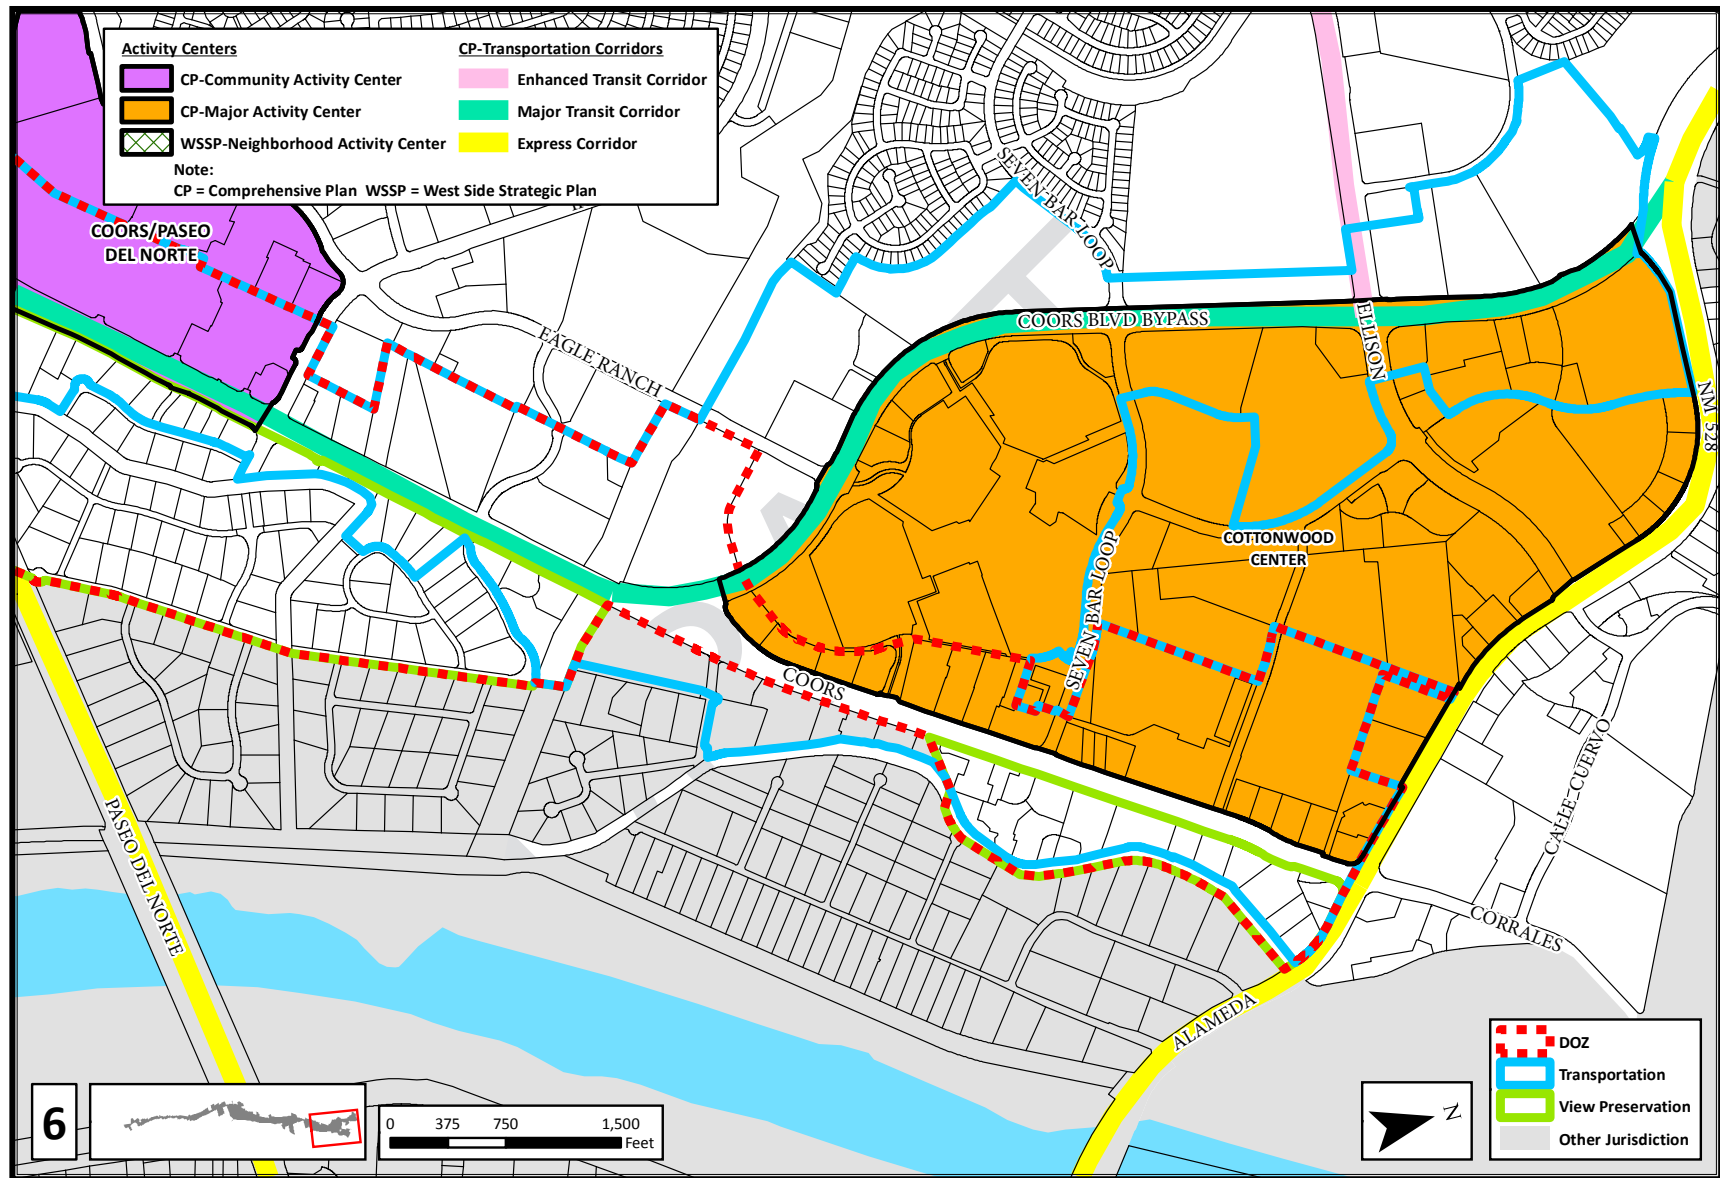 Activity Centers
CP-Community Activity Center
CP-Major Activity Center
WSSP-Neighborhood Activity Center
CP-Transportation Corridors
Enhanced Transit Corridor
Major Transit Corridor
Express Corridor
Note:
CP = Comprehensive Plan WSSP = West Side Strategic Plan
COORS/PASEO
DEL NORTE
SEVEN BAR LOOP
EAGLE RANCH
COORS BLVD BYPASS
ELLISON
NM 528
COTTONWOOD
CENTER
SEVEN BAR LOOP
COORS
PASEO DEL NORTE
CALLE CUERVO
CORRALES
ALAMEDA
6
0 375 750 1,500
Feet
N
DOZ
Transportation
View Preservation
Other Jurisdiction